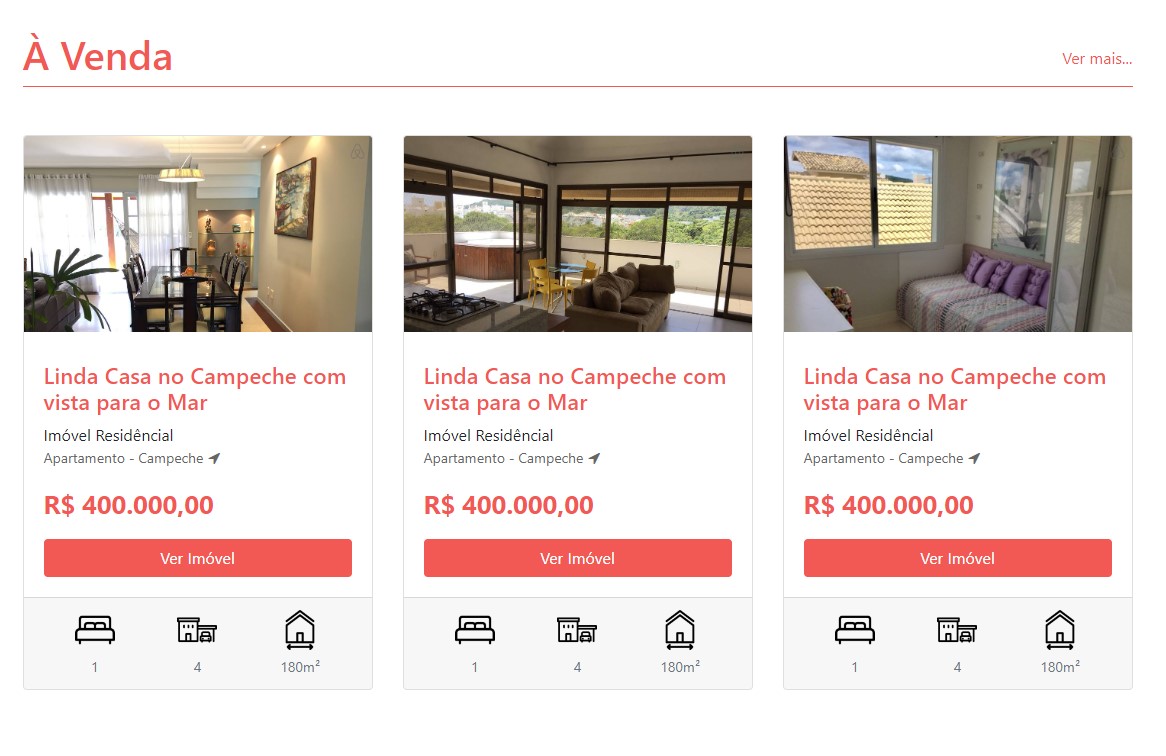 À Venda
Ver mais...
Linda Casa no Campeche com
vista para o Mar
Imóvel Residêncial
Apartamento - Campeche
R$ 400.000,00
Ver Imóvel
1
4
180m²
Linda Casa no Campeche com
vista para o Mar
Imóvel Residêncial
Apartamento - Campeche
R$ 400.000,00
Ver Imóvel
1
4
180m²
Linda Casa no Campeche com
vista para o Mar
Imóvel Residêncial
Apartamento - Campeche
R$ 400.000,00
Ver Imóvel
1
4
180m²